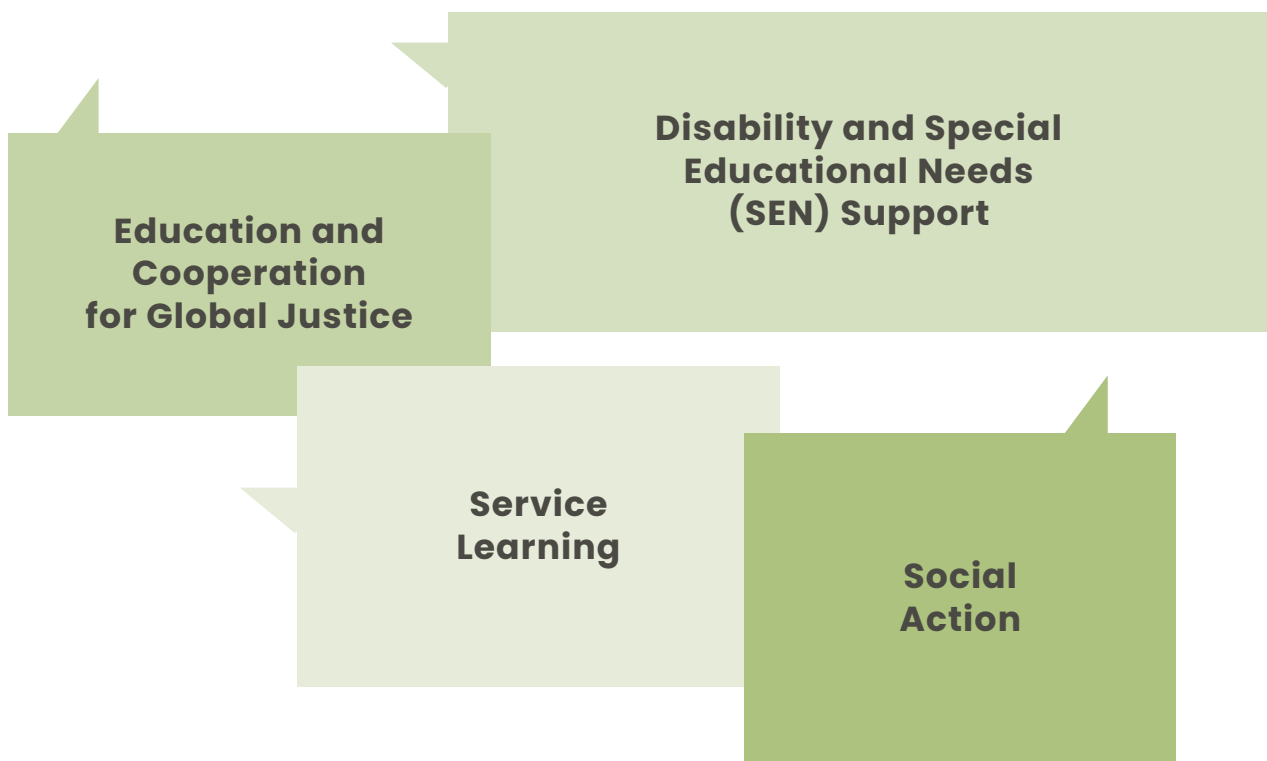 Disability and Special
Educational Needs
(SEN) Support
Education and
Cooperation
for Global Justice
Service
Learning
Social
Action